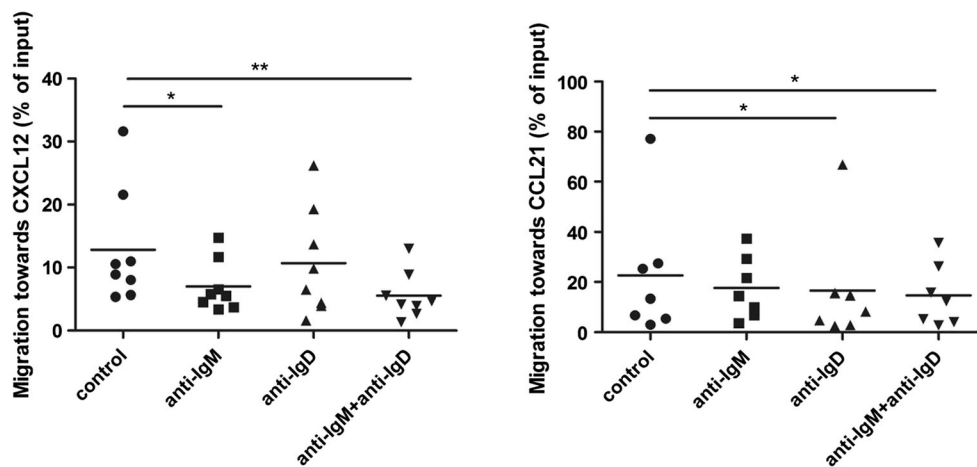 Migration towards CXCL12 (% of input)
40
30
20
10
0
**
*
control
anti-IgM
anti-IgD
anti-IgM+anti-IgD
Migration towards CCL21 (% of input)
100
80
60
40
20
0
*
*
control
anti-IgM
anti-IgD
anti-IgM+anti-IgD